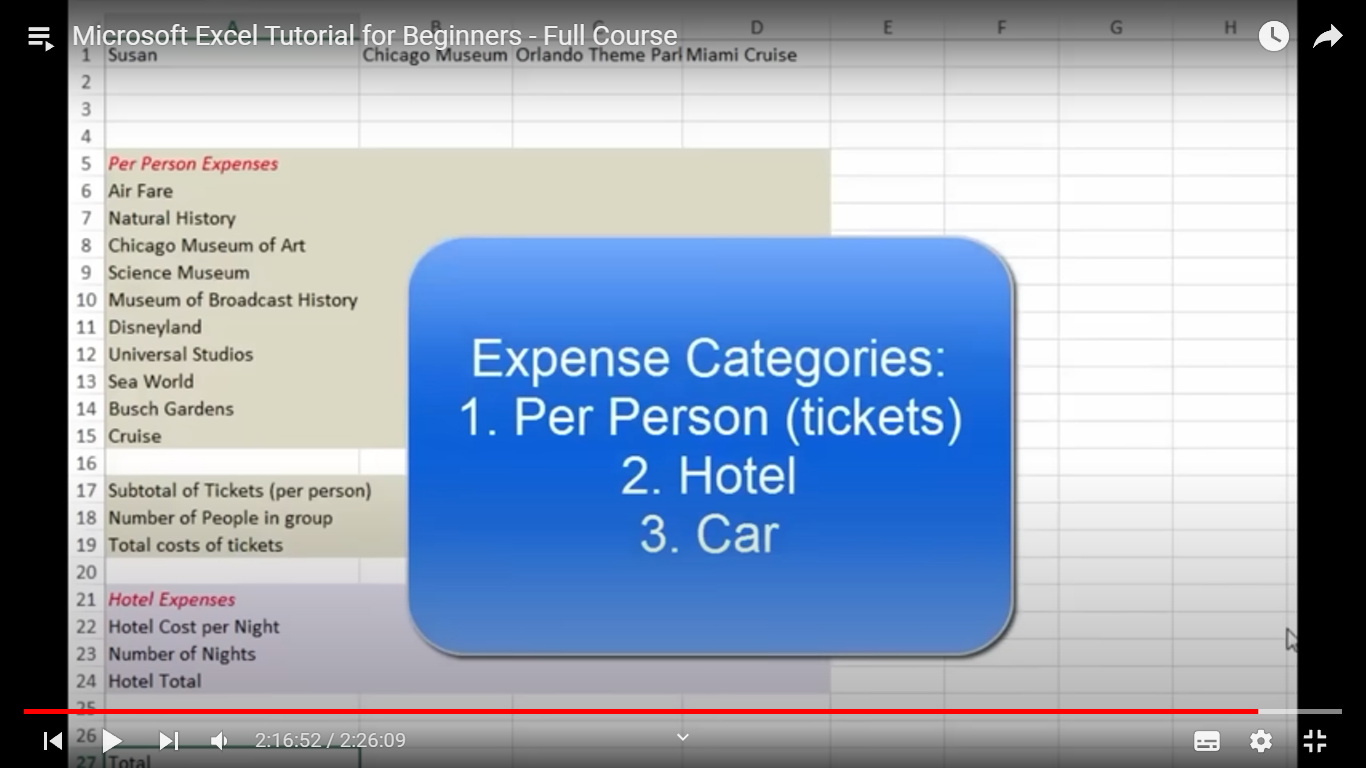 Microsoft Excel Tutorial for Beginners - Full Course
A B C D E F G H
1 Susan Chicago Museum Orlando Theme Parl Miami Cruise
2
3
4
5 Per Person Expenses
6 Air Fare
7 Natural History
8 Chicago Museum of Art
9 Science Museum
10 Museum of Broadcast History
11 Disneyland
12 Universal Studios
13 Sea World
14 Busch Gardens
15 Cruise
16
17 Subtotal of Tickets (per person)
18 Number of People in group
19 Total costs of tickets
20
21 Hotel Expenses
22 Hotel Cost per Night
23 Number of Nights
24 Hotel Total
25
26
27 Total
Expense Categories:
1. Per Person (tickets)
2. Hotel
3. Car
2:16:52 / 2:26:09